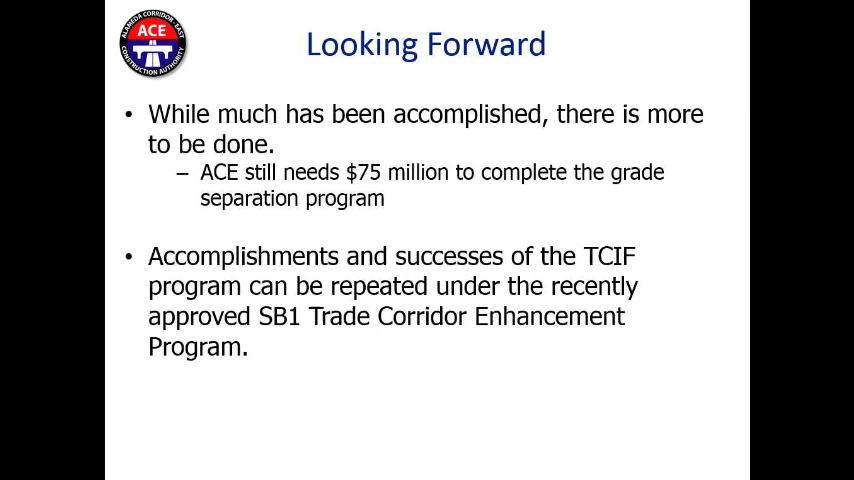 ALAMEDA CORRIDOR - EAST
ACE
CONSTRUCTION AUTHORITY
Looking Forward
• While much has been accomplished, there is more
to be done.
– ACE still needs $75 million to complete the grade
separation program
• Accomplishments and successes of the TCIF
program can be repeated under the recently
approved SB1 Trade Corridor Enhancement
Program.